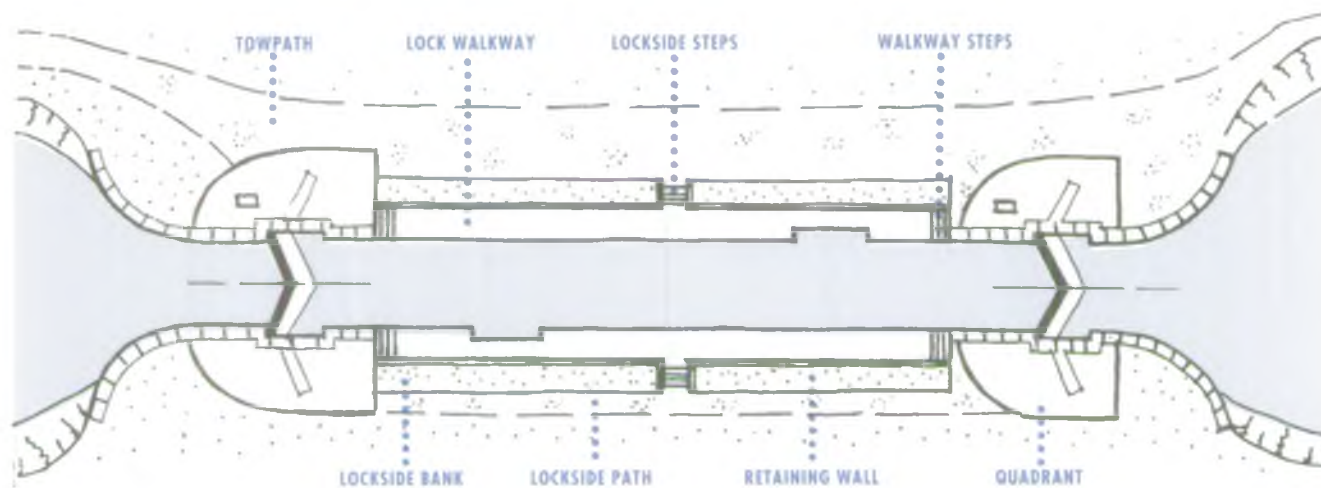 TOWPATH
LOCK WALKWAY
LOCKSIDE STEPS
WALKWAY STEPS
LOCKSIDE BANK
LOCKSIDE PATH
RETAINING WALL
QUADRANT